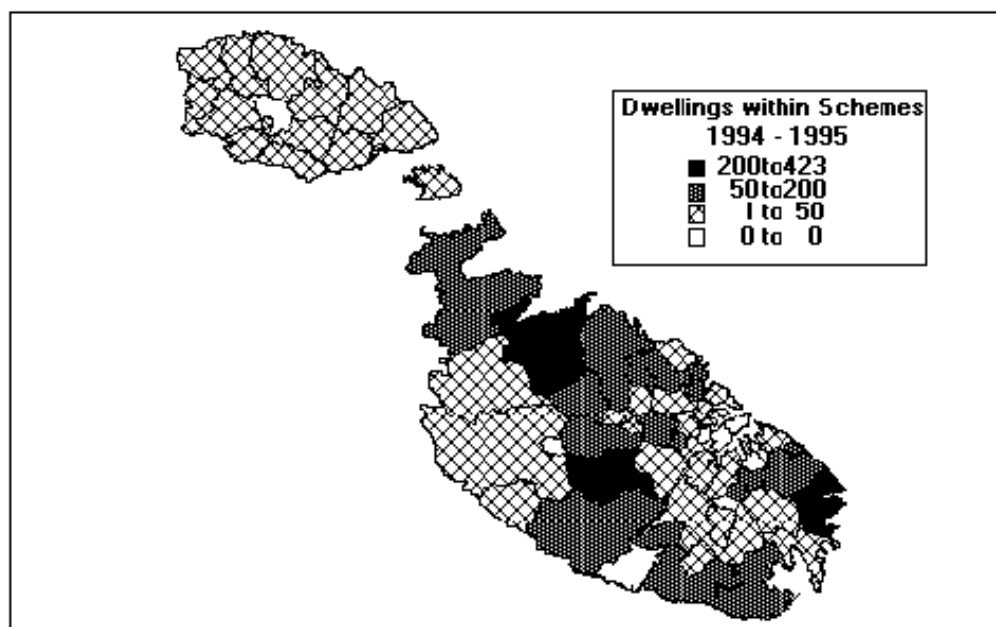 Dwellings within Schemes
1994 - 1995
200to423
50to200
1 to 50
0 to 0